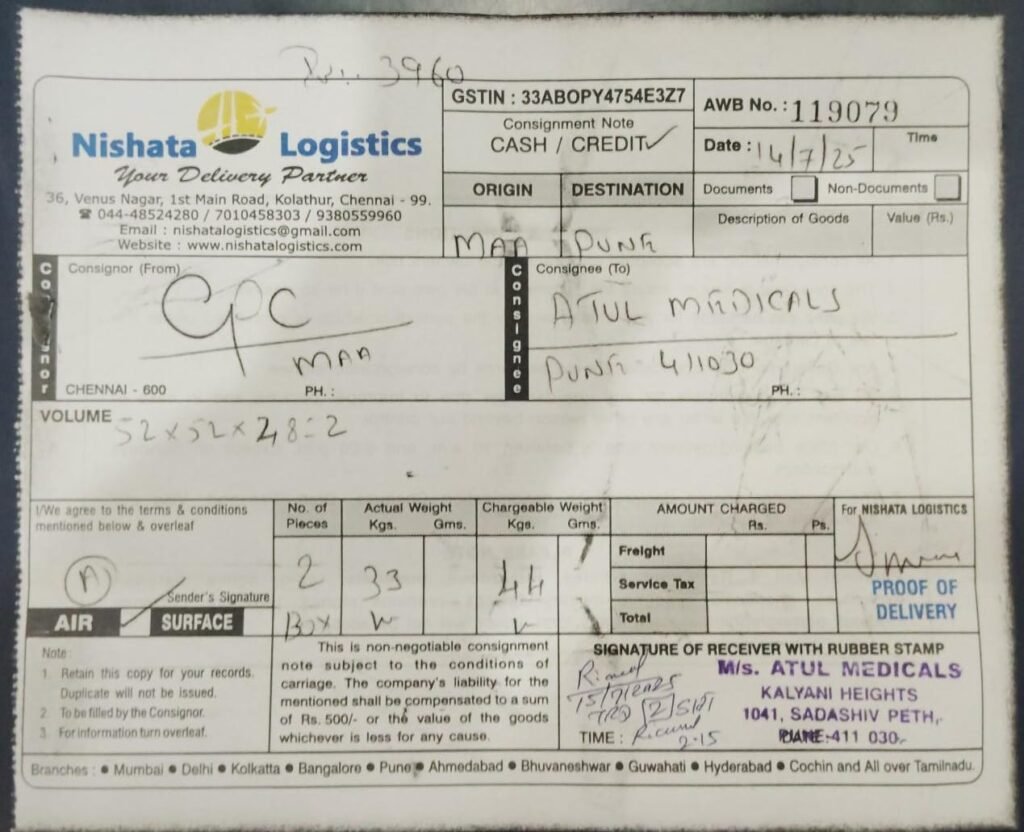 3960
Nishata Logistics
Your Delivery Partner
36, Venus Nagar, 1st Main Road, Kolathur, Chennai - 99.
☎ 044-48524280 / 7010458303 / 9380559960
Email : nishatalogistics@gmail.com
Website : www.nishatalogistics.com
GSTIN : 33ABOPY4754E3Z7
Consignment Note
CASH / CREDIT ✓
ORIGIN DESTINATION
MAA PUNE
AWB No. : 119079
Date : 14/7/25 Time
Documents Non-Documents
Description of Goods Value (Rs.)
Consignor
Consignor (From)
CPC
MAA
CHENNAI - 600 PH. :
Consignee
Consignee (To)
ATUL MEDICALS
PUNE 411030
PH. :
VOLUME
52 x 52 x 48 = 2
I/We agree to the terms & conditions
mentioned below & overleaf
A
Sender's Signature
AIR SURFACE
No. of Pieces
2
Box
Actual Weight
Kgs. Gms.
33
Chargeable Weight
Kgs. Gms.
44
AMOUNT CHARGED
Rs. Ps.
Freight
Service Tax
Total
For NISHATA LOGISTICS
PROOF OF
DELIVERY
Note :
1. Retain this copy for your records.
Duplicate will not be issued.
2. To be filled by the Consignor.
3. For information turn overleaf.
This is non-negotiable consignment
note subject to the conditions of
carriage. The company's liability for the
mentioned shall be compensated to a sum
of Rs. 500/- or the value of the goods
whichever is less for any cause.
SIGNATURE OF RECEIVER WITH RUBBER STAMP
15/7/2025
TIME : 2.15
M/s. ATUL MEDICALS
KALYANI HEIGHTS
1041, SADASHIV PETH,
PUNE-411 030.
Branches : ● Mumbai ● Delhi ● Kolkatta ● Bangalore ● Pune ● Ahmedabad ● Bhuvaneshwar ● Guwahati ● Hyderabad ● Cochin and All over Tamilnadu.